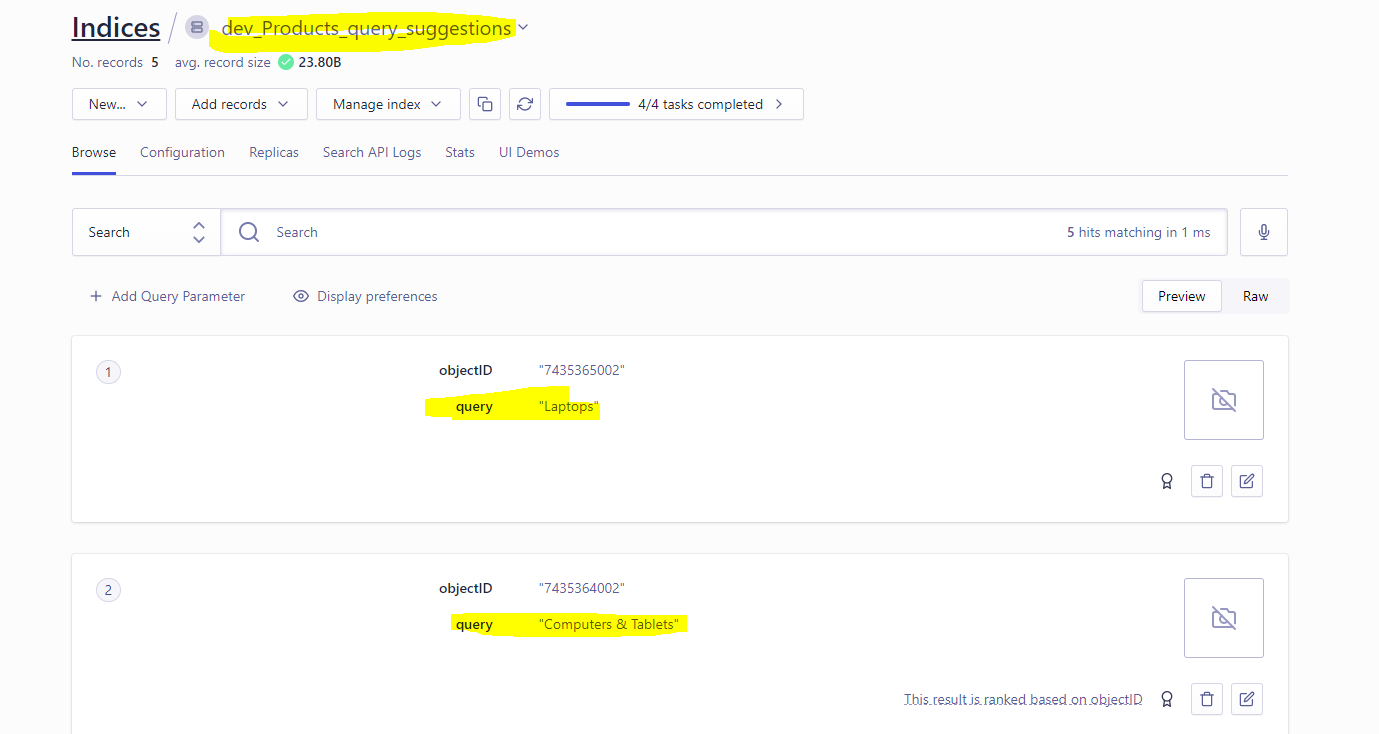 Indices / dev_Products_query_suggestions
No. records 5 avg. record size 23.80B
New... Add records Manage index 4/4 tasks completed
Browse Configuration Replicas Search API Logs Stats UI Demos
Search Search 5 hits matching in 1 ms
Add Query Parameter Display preferences Preview Raw
1 objectID "7435365002"
query "Laptops"
2 objectID "7435364002"
query "Computers & Tablets"
This result is ranked based on objectID